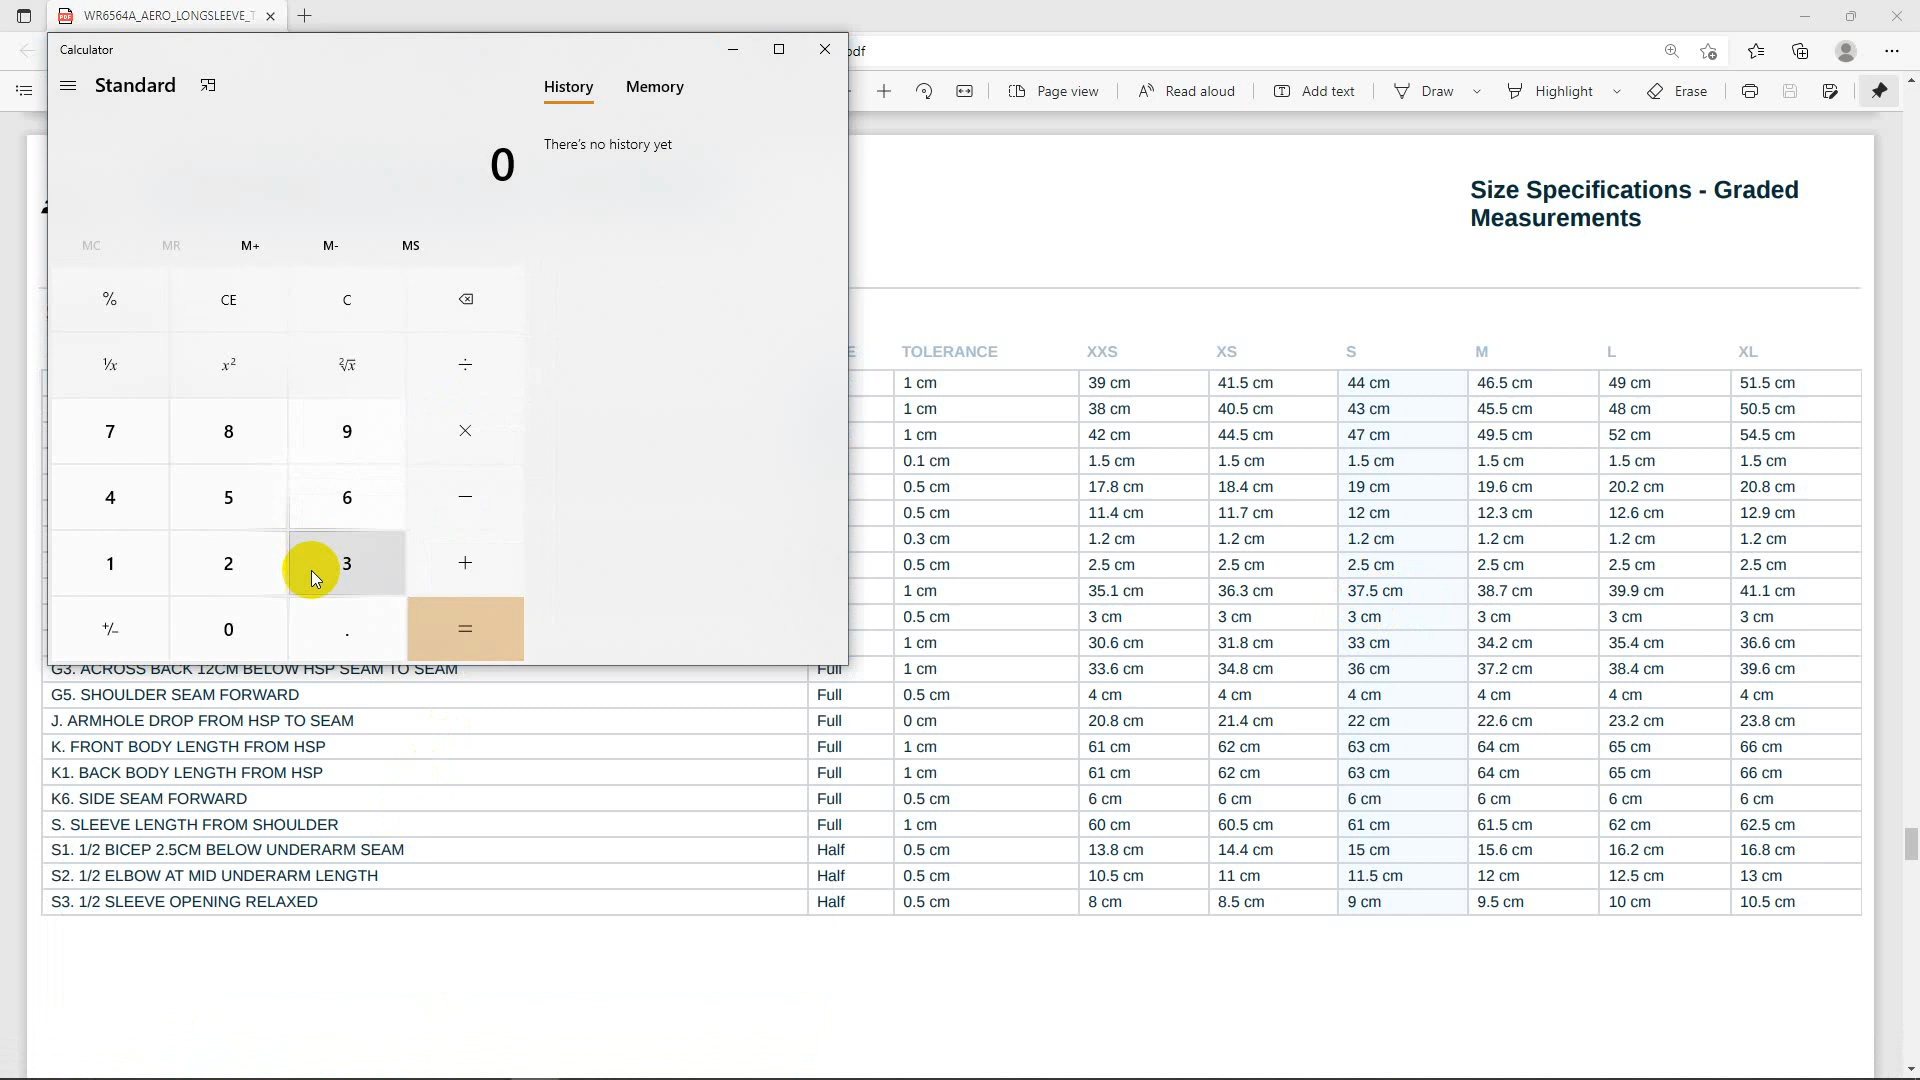 WR6564A_AERO_LONGSLEEVE_T
Calculator
pdf
Standard
History
Memory
Page view
Read aloud
Add text
Draw
Highlight
Erase
There's no history yet
0
Size Specifications - Graded
Measurements
MC MR M+ M- MS
% CE C
⅟x x² ²√x ÷
7 8 9 ×
4 5 6 −
1 2 3 +
+/− 0 . =
E TOLERANCE XXS XS S M L XL
1 cm 39 cm 41.5 cm 44 cm 46.5 cm 49 cm 51.5 cm
1 cm 38 cm 40.5 cm 43 cm 45.5 cm 48 cm 50.5 cm
1 cm 42 cm 44.5 cm 47 cm 49.5 cm 52 cm 54.5 cm
0.1 cm 1.5 cm 1.5 cm 1.5 cm 1.5 cm 1.5 cm 1.5 cm
0.5 cm 17.8 cm 18.4 cm 19 cm 19.6 cm 20.2 cm 20.8 cm
0.5 cm 11.4 cm 11.7 cm 12 cm 12.3 cm 12.6 cm 12.9 cm
0.3 cm 1.2 cm 1.2 cm 1.2 cm 1.2 cm 1.2 cm 1.2 cm
0.5 cm 2.5 cm 2.5 cm 2.5 cm 2.5 cm 2.5 cm 2.5 cm
1 cm 35.1 cm 36.3 cm 37.5 cm 38.7 cm 39.9 cm 41.1 cm
0.5 cm 3 cm 3 cm 3 cm 3 cm 3 cm 3 cm
1 cm 30.6 cm 31.8 cm 33 cm 34.2 cm 35.4 cm 36.6 cm
G3. ACROSS BACK 12CM BELOW HSP SEAM TO SEAM Full 1 cm 33.6 cm 34.8 cm 36 cm 37.2 cm 38.4 cm 39.6 cm
G5. SHOULDER SEAM FORWARD Full 0.5 cm 4 cm 4 cm 4 cm 4 cm 4 cm 4 cm
J. ARMHOLE DROP FROM HSP TO SEAM Full 0 cm 20.8 cm 21.4 cm 22 cm 22.6 cm 23.2 cm 23.8 cm
K. FRONT BODY LENGTH FROM HSP Full 1 cm 61 cm 62 cm 63 cm 64 cm 65 cm 66 cm
K1. BACK BODY LENGTH FROM HSP Full 1 cm 61 cm 62 cm 63 cm 64 cm 65 cm 66 cm
K6. SIDE SEAM FORWARD Full 0.5 cm 6 cm 6 cm 6 cm 6 cm 6 cm 6 cm
S. SLEEVE LENGTH FROM SHOULDER Full 1 cm 60 cm 60.5 cm 61 cm 61.5 cm 62 cm 62.5 cm
S1. 1/2 BICEP 2.5CM BELOW UNDERARM SEAM Half 0.5 cm 13.8 cm 14.4 cm 15 cm 15.6 cm 16.2 cm 16.8 cm
S2. 1/2 ELBOW AT MID UNDERARM LENGTH Half 0.5 cm 10.5 cm 11 cm 11.5 cm 12 cm 12.5 cm 13 cm
S3. 1/2 SLEEVE OPENING RELAXED Half 0.5 cm 8 cm 8.5 cm 9 cm 9.5 cm 10 cm 10.5 cm